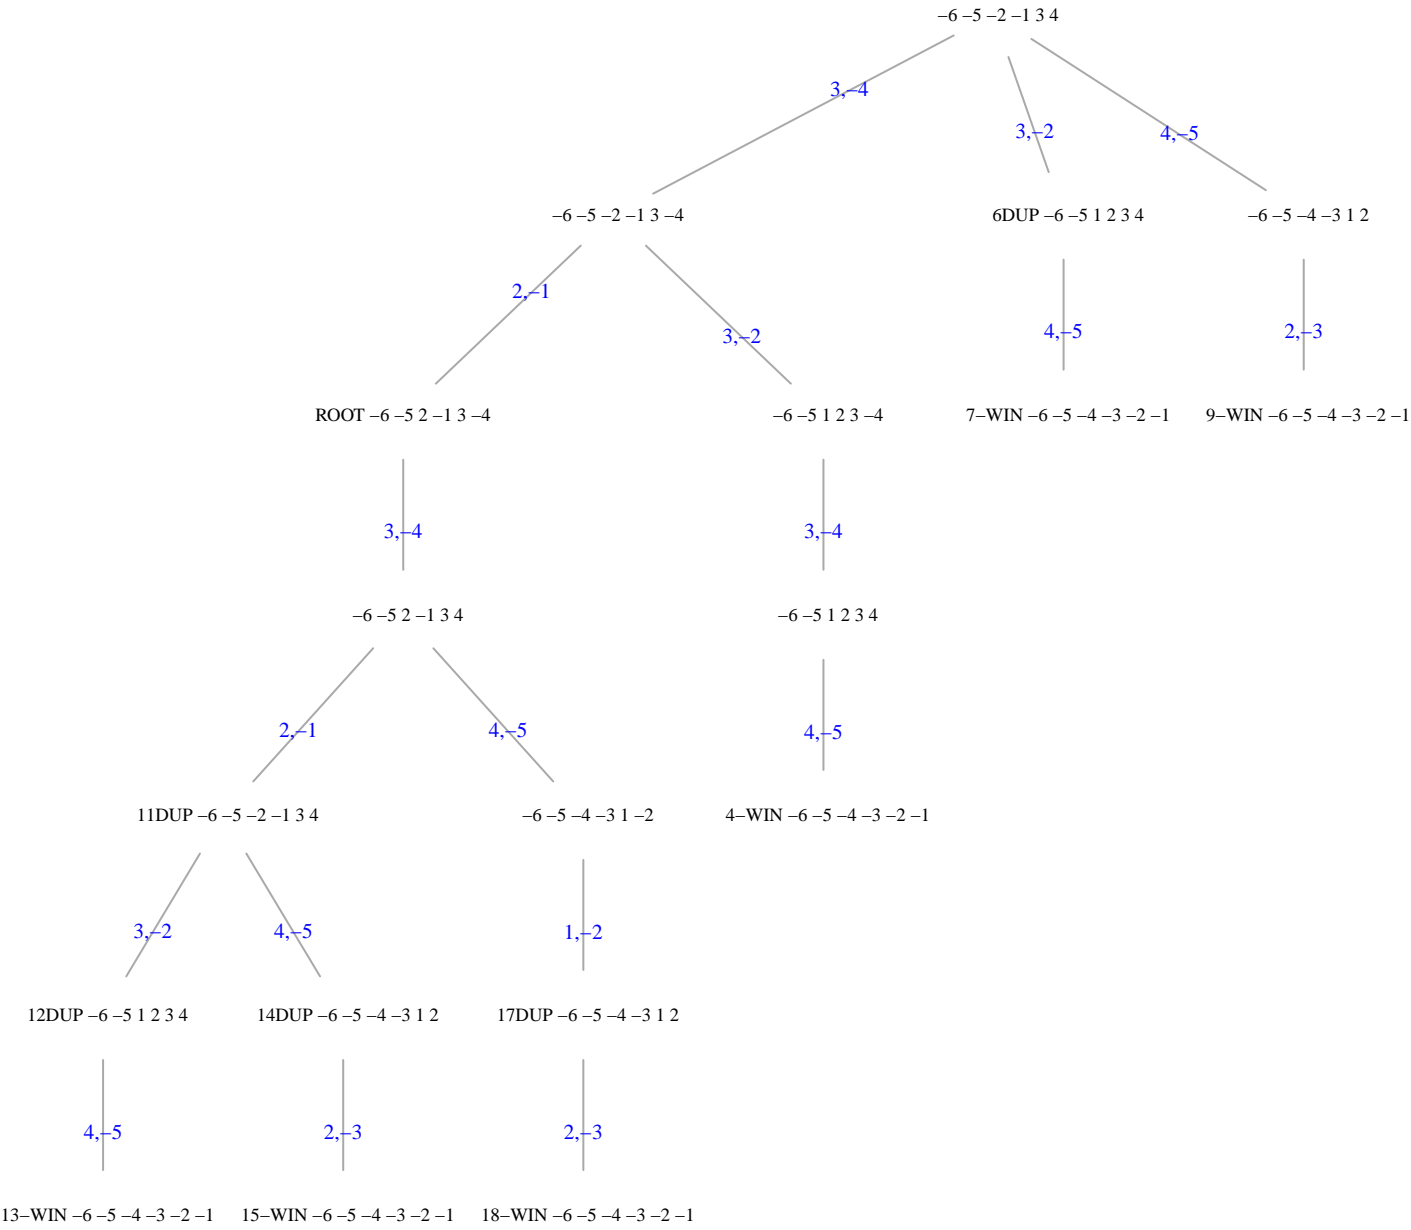 –6 –5 –2 –1 3 4
3,–4
3,–2
4,–5
–6 –5 –2 –1 3 –4
6DUP –6 –5 1 2 3 4
–6 –5 –4 –3 1 2
2,–1
3,–2
4,–5
2,–3
ROOT –6 –5 2 –1 3 –4
–6 –5 1 2 3 –4
7–WIN –6 –5 –4 –3 –2 –1
9–WIN –6 –5 –4 –3 –2 –1
3,–4
3,–4
–6 –5 2 –1 3 4
–6 –5 1 2 3 4
2,–1
4,–5
4,–5
11DUP –6 –5 –2 –1 3 4
–6 –5 –4 –3 1 –2
4–WIN –6 –5 –4 –3 –2 –1
3,–2
4,–5
1,–2
12DUP –6 –5 1 2 3 4
14DUP –6 –5 –4 –3 1 2
17DUP –6 –5 –4 –3 1 2
4,–5
2,–3
2,–3
13–WIN –6 –5 –4 –3 –2 –1
15–WIN –6 –5 –4 –3 –2 –1
18–WIN –6 –5 –4 –3 –2 –1